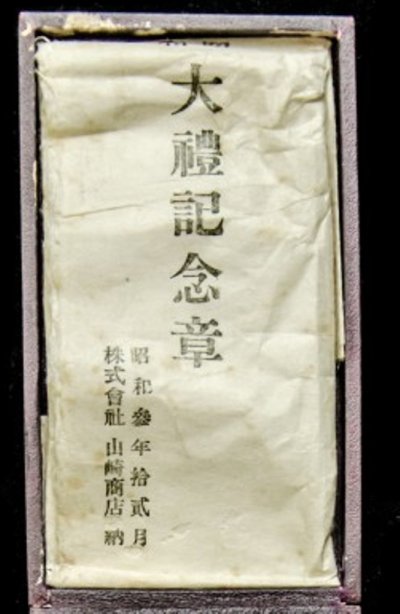 大禮記念章
昭和叁年拾貳月
株式會社 山崎商店 納